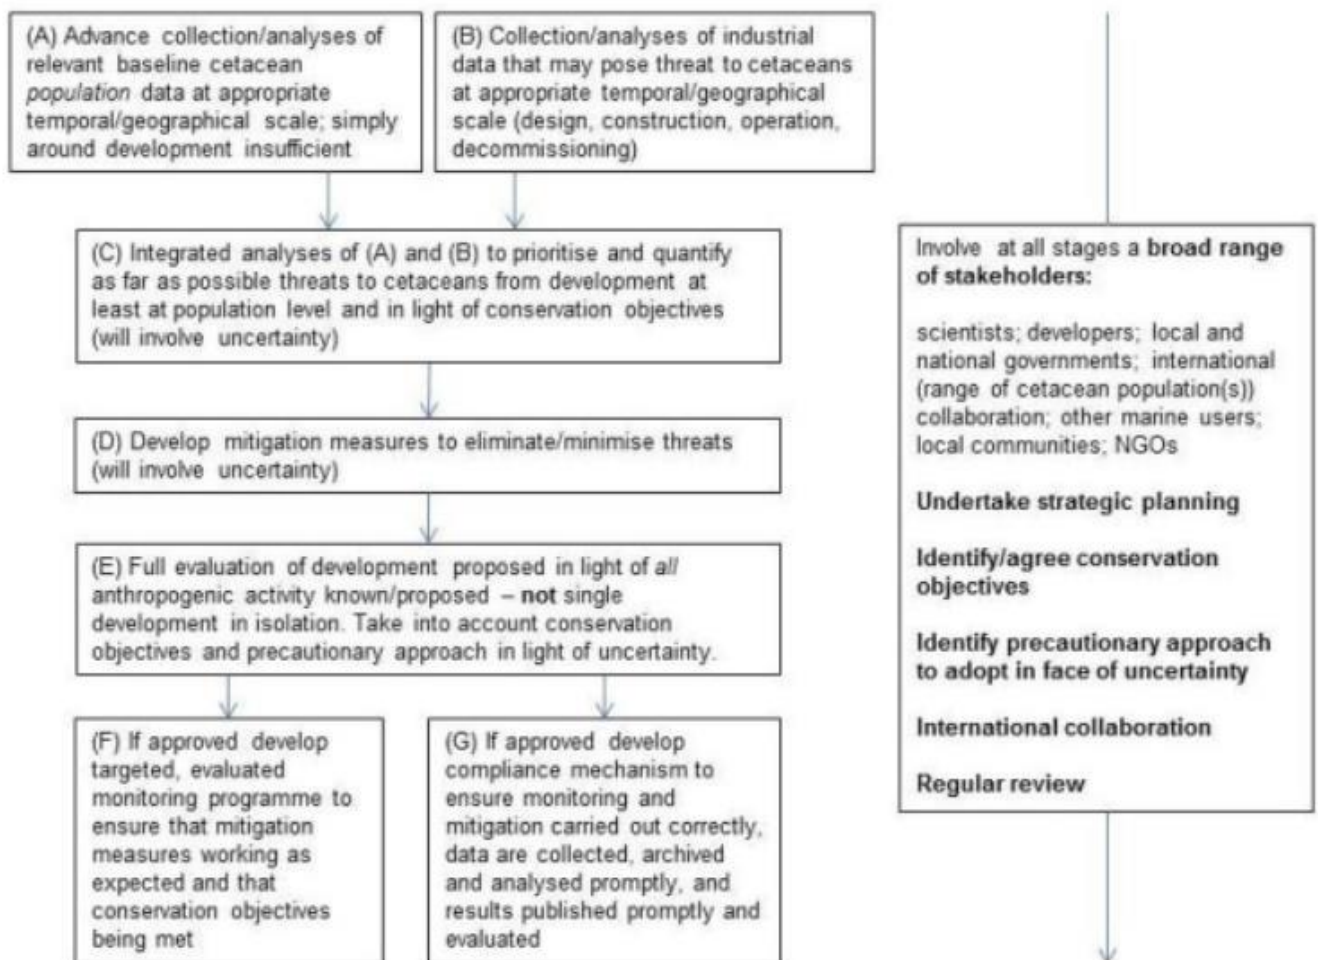 (A) Advance collection/analyses of
relevant baseline cetacean
population data at appropriate
temporal/geographical scale; simply
around development insufficient
(B) Collection/analyses of industrial
data that may pose threat to cetaceans
at appropriate temporal/geographical
scale (design, construction, operation,
decommissioning)
(C) Integrated analyses of (A) and (B) to prioritise and quantify
as far as possible threats to cetaceans from development at
least at population level and in light of conservation objectives
(will involve uncertainty)
(D) Develop mitigation measures to eliminate/minimise threats
(will involve uncertainty)
(E) Full evaluation of development proposed in light of all
anthropogenic activity known/proposed – not single
development in isolation. Take into account conservation
objectives and precautionary approach in light of uncertainty.
(F) If approved develop
targeted, evaluated
monitoring programme to
ensure that mitigation
measures working as
expected and that
conservation objectives
being met
(G) If approved develop
compliance mechanism to
ensure monitoring and
mitigation carried out correctly,
data are collected, archived
and analysed promptly, and
results published promptly and
evaluated
Involve at all stages a broad range
of stakeholders:
scientists; developers; local and
national governments; international
(range of cetacean population(s))
collaboration; other marine users;
local communities; NGOs
Undertake strategic planning
Identify/agree conservation
objectives
Identify precautionary approach
to adopt in face of uncertainty
International collaboration
Regular review